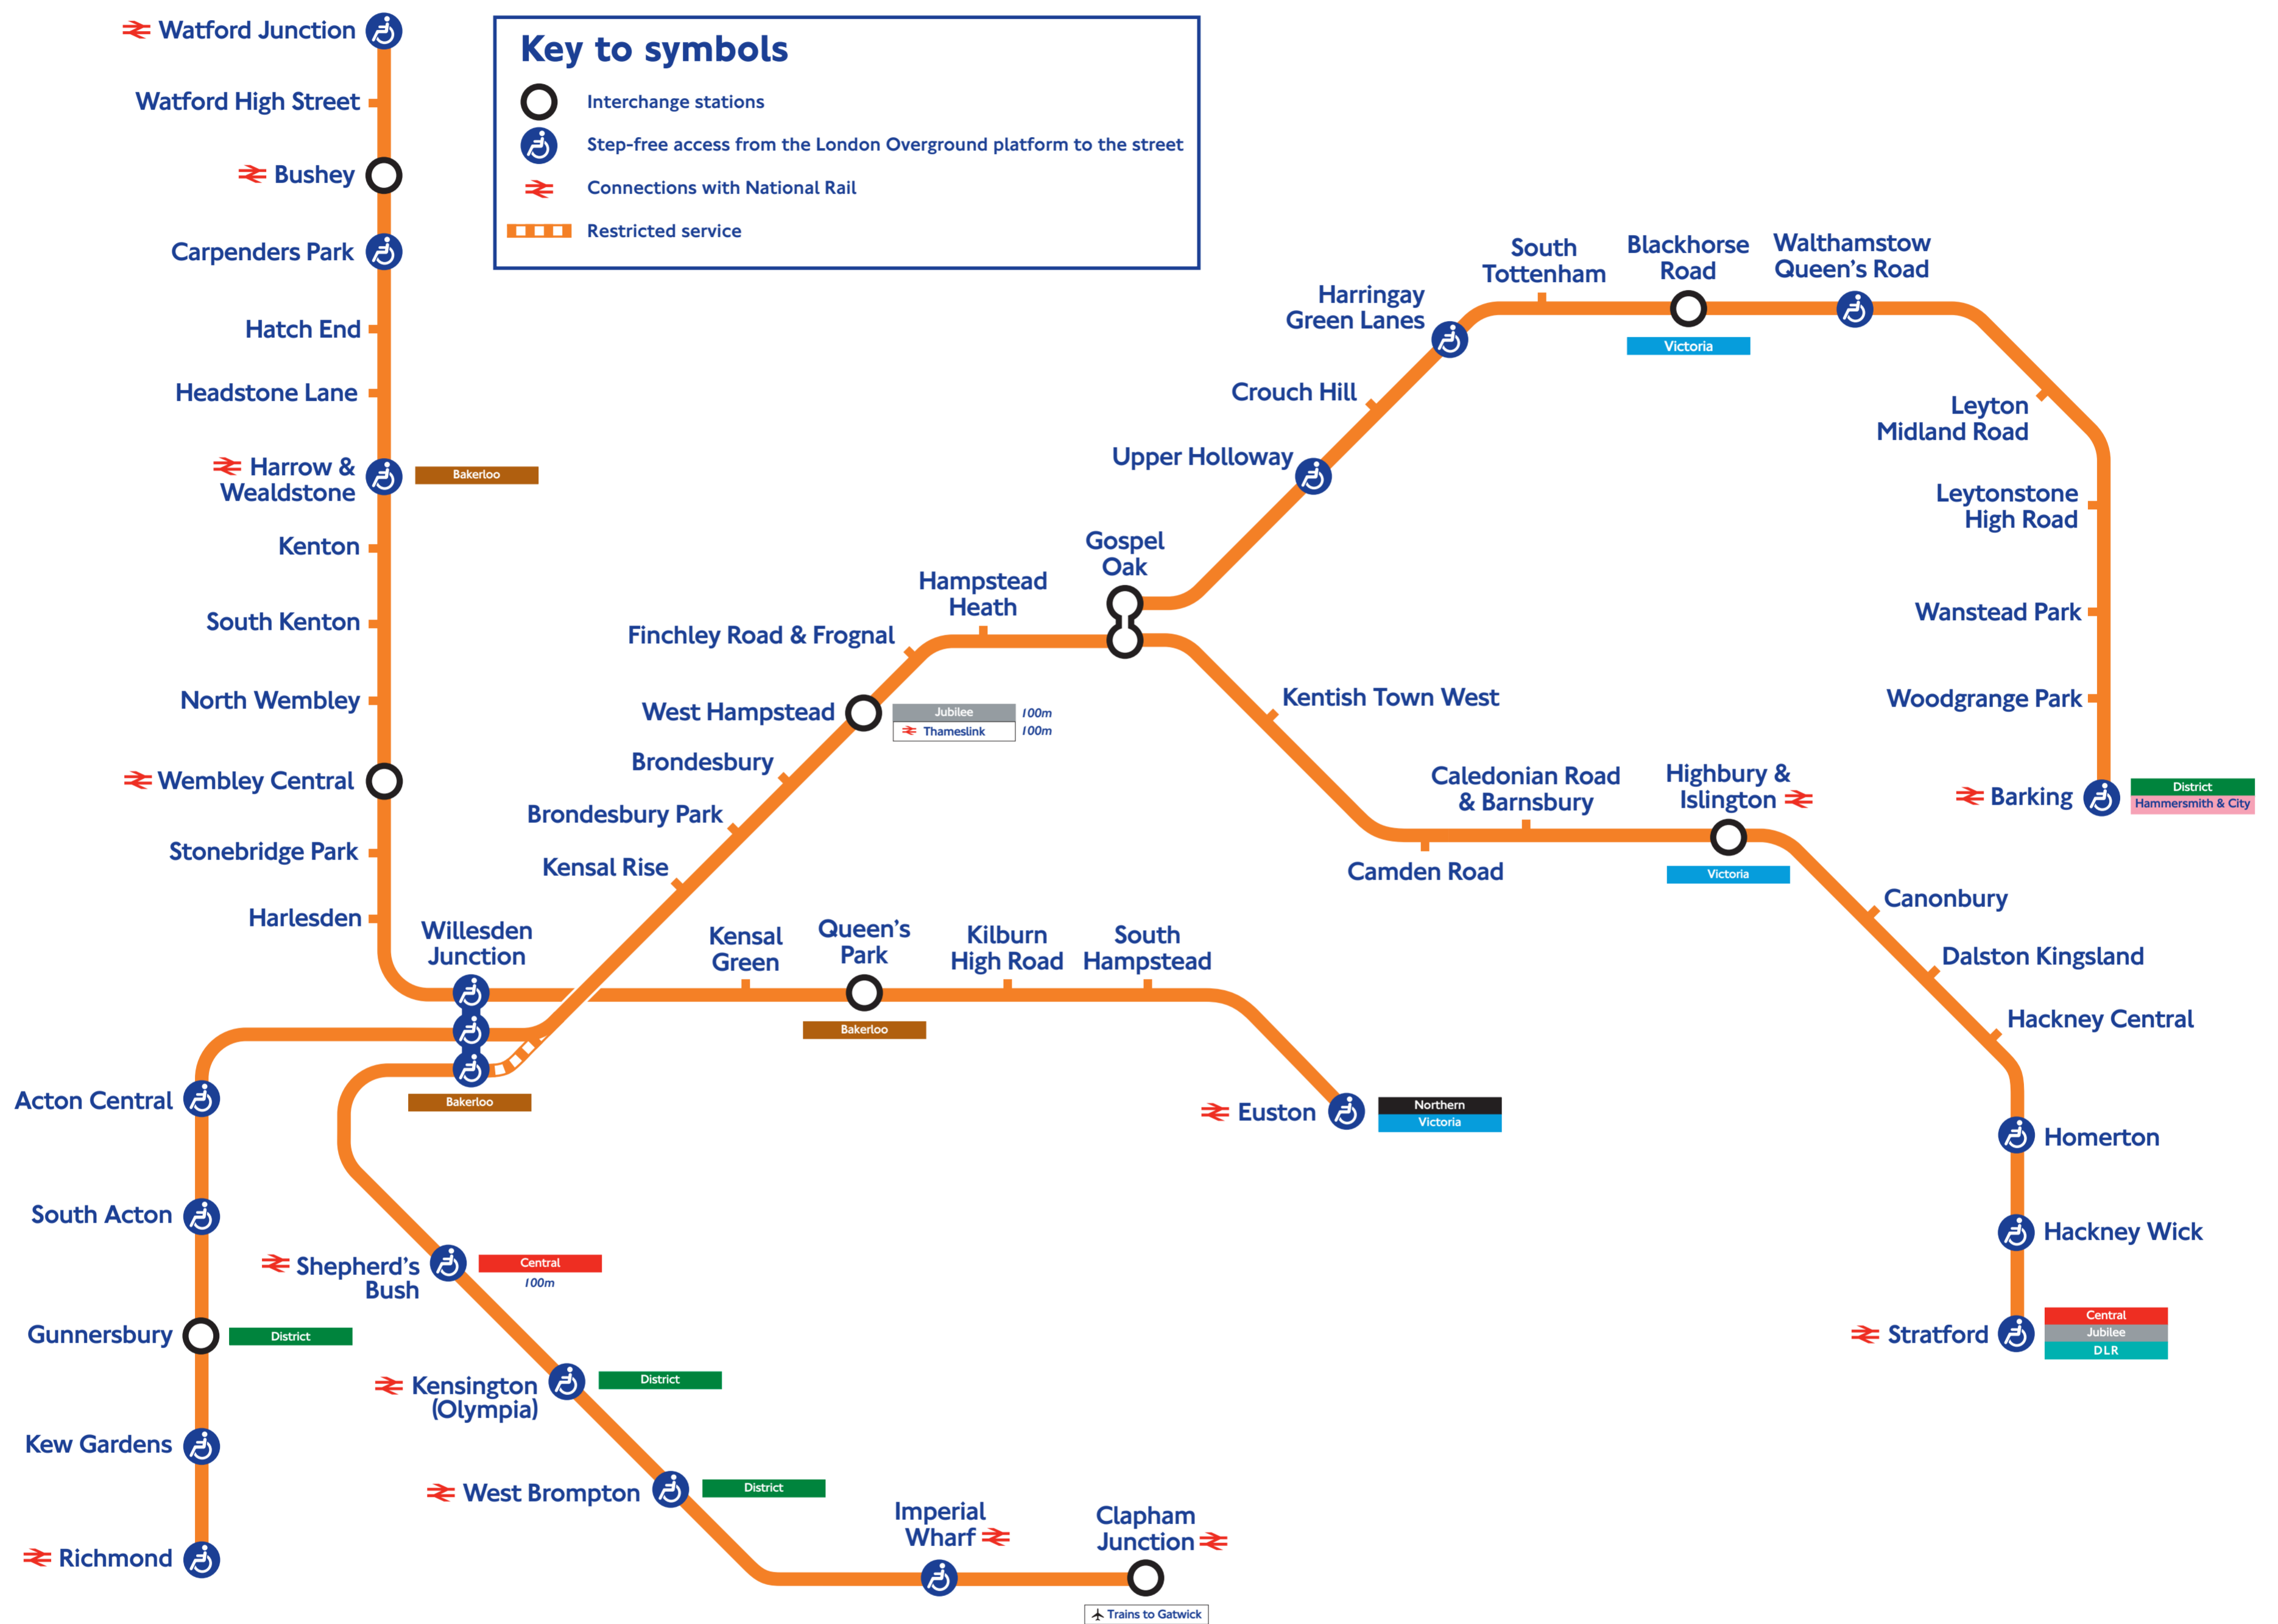 Key to symbols
Interchange stations
Step-free access from the London Overground platform to the street
Connections with National Rail
Restricted service
Watford Junction
Watford High Street
Bushey
Carpenders Park
Hatch End
Headstone Lane
Harrow &
Wealdstone
Bakerloo
Kenton
South Kenton
North Wembley
Wembley Central
Stonebridge Park
Harlesden
Willesden
Junction
Bakerloo
Kensal
Green
Queen's
Park
Bakerloo
Kilburn
High Road
South
Hampstead
Euston
Northern
Victoria
Acton Central
South Acton
Gunnersbury
District
Kew Gardens
Richmond
Shepherd's
Bush
Central
100m
Kensington
(Olympia)
District
West Brompton
District
Imperial
Wharf
Clapham
Junction
Trains to Gatwick
Kensal Rise
Brondesbury Park
Brondesbury
West Hampstead
Jubilee
100m
Thameslink
100m
Finchley Road & Frognal
Hampstead
Heath
Gospel
Oak
Upper Holloway
Crouch Hill
Harringay
Green Lanes
South
Tottenham
Blackhorse
Road
Victoria
Walthamstow
Queen's Road
Leyton
Midland Road
Leytonstone
High Road
Wanstead Park
Woodgrange Park
Barking
District
Hammersmith & City
Kentish Town West
Camden Road
Caledonian Road
& Barnsbury
Highbury &
Islington
Victoria
Canonbury
Dalston Kingsland
Hackney Central
Homerton
Hackney Wick
Stratford
Central
Jubilee
DLR